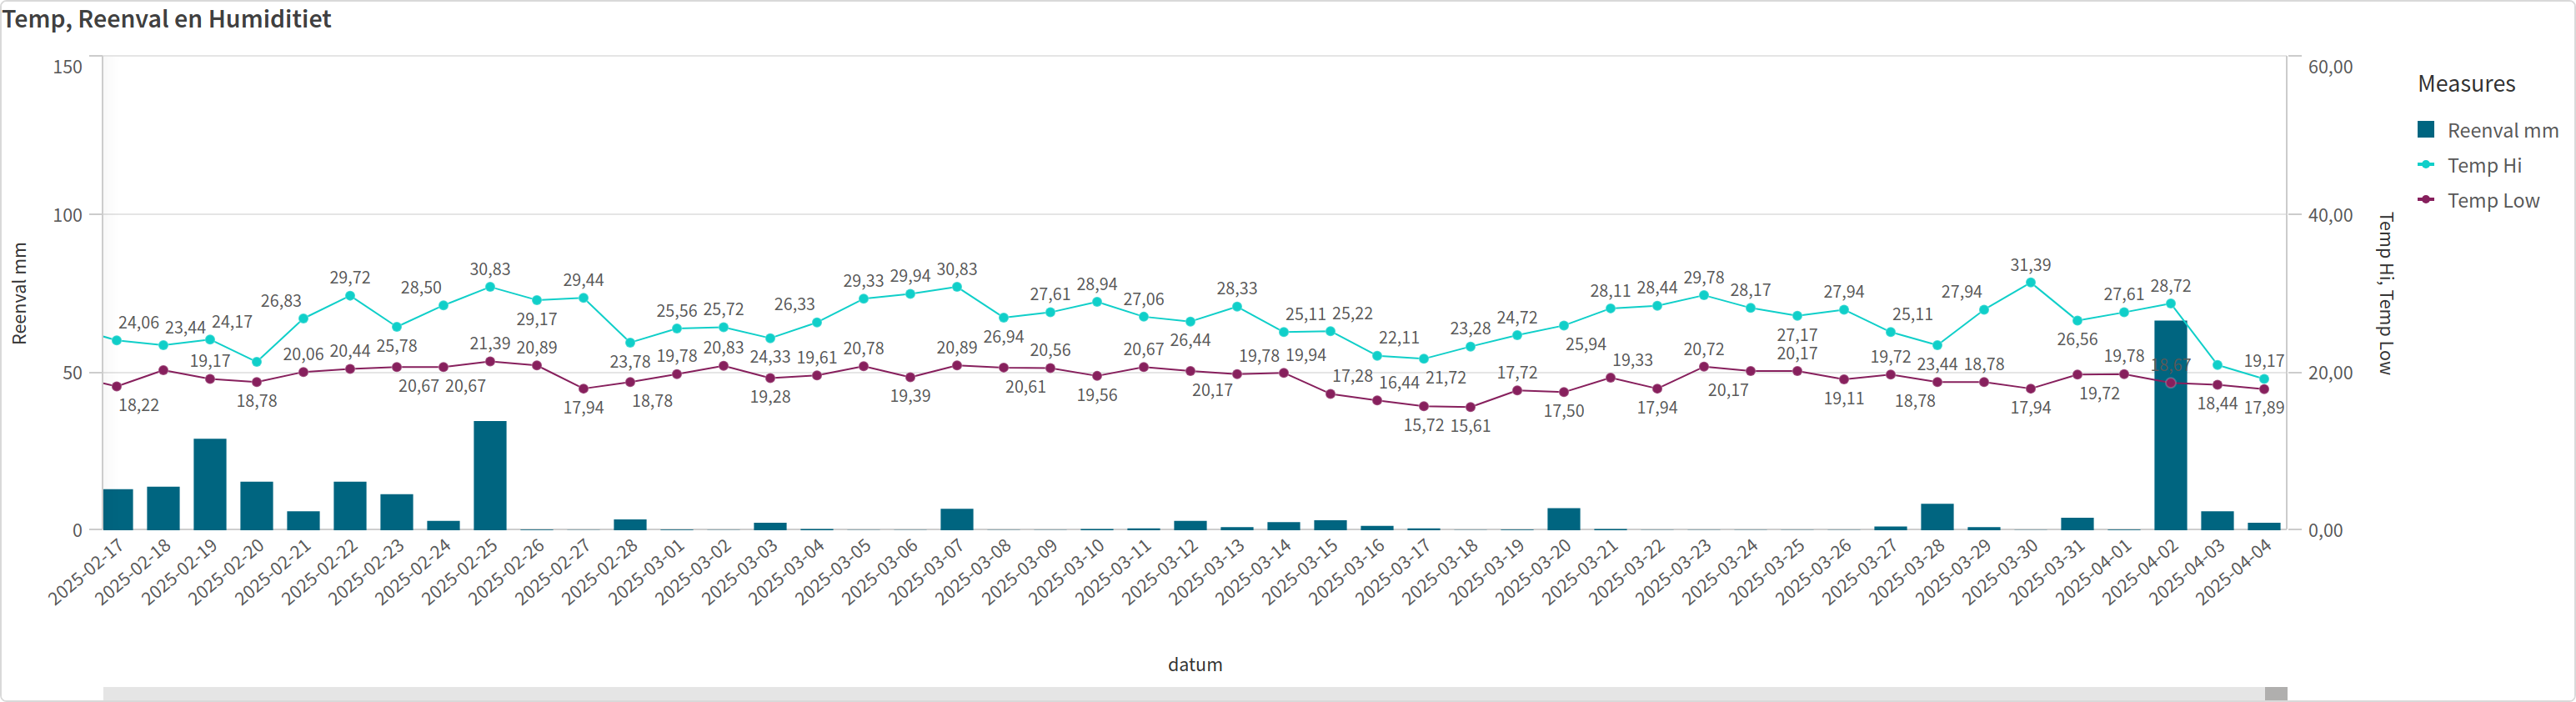 Temp, Reenval en Humiditiet
150
100
50
0
Reenval mm
60,00
40,00
20,00
0,00
Temp Hi, Temp Low
Measures
Reenval mm
Temp Hi
Temp Low
24,06 23,44 24,17 26,83 29,72 25,78 28,50 30,83 29,17 29,44 23,78 25,56 25,72 24,33 26,33 29,33 29,94 30,83 26,94 27,61 28,94 27,06 26,44 28,33 25,11 25,22 22,11 21,72 23,28 24,72 25,94 28,11 28,44 29,78 28,17 27,17 27,94 25,11 23,44 27,94 31,39 26,56 27,61 28,72 19,17
18,22 19,17 18,78 20,06 20,44 20,67 20,67 21,39 20,89 17,94 18,78 19,78 20,83 19,28 19,61 20,78 19,39 20,89 20,61 20,56 19,56 20,67 20,17 19,78 19,94 17,28 16,44 15,72 15,61 17,72 17,50 19,33 17,94 20,72 20,17 20,17 19,11 19,72 18,78 18,78 17,94 19,72 19,78 18,67 18,44 17,89
2025-02-17 2025-02-18 2025-02-19 2025-02-20 2025-02-21 2025-02-22 2025-02-23 2025-02-24 2025-02-25 2025-02-26 2025-02-27 2025-02-28 2025-03-01 2025-03-02 2025-03-03 2025-03-04 2025-03-05 2025-03-06 2025-03-07 2025-03-08 2025-03-09 2025-03-10 2025-03-11 2025-03-12 2025-03-13 2025-03-14 2025-03-15 2025-03-16 2025-03-17 2025-03-18 2025-03-19 2025-03-20 2025-03-21 2025-03-22 2025-03-23 2025-03-24 2025-03-25 2025-03-26 2025-03-27 2025-03-28 2025-03-29 2025-03-30 2025-03-31 2025-04-01 2025-04-02 2025-04-03 2025-04-04
datum